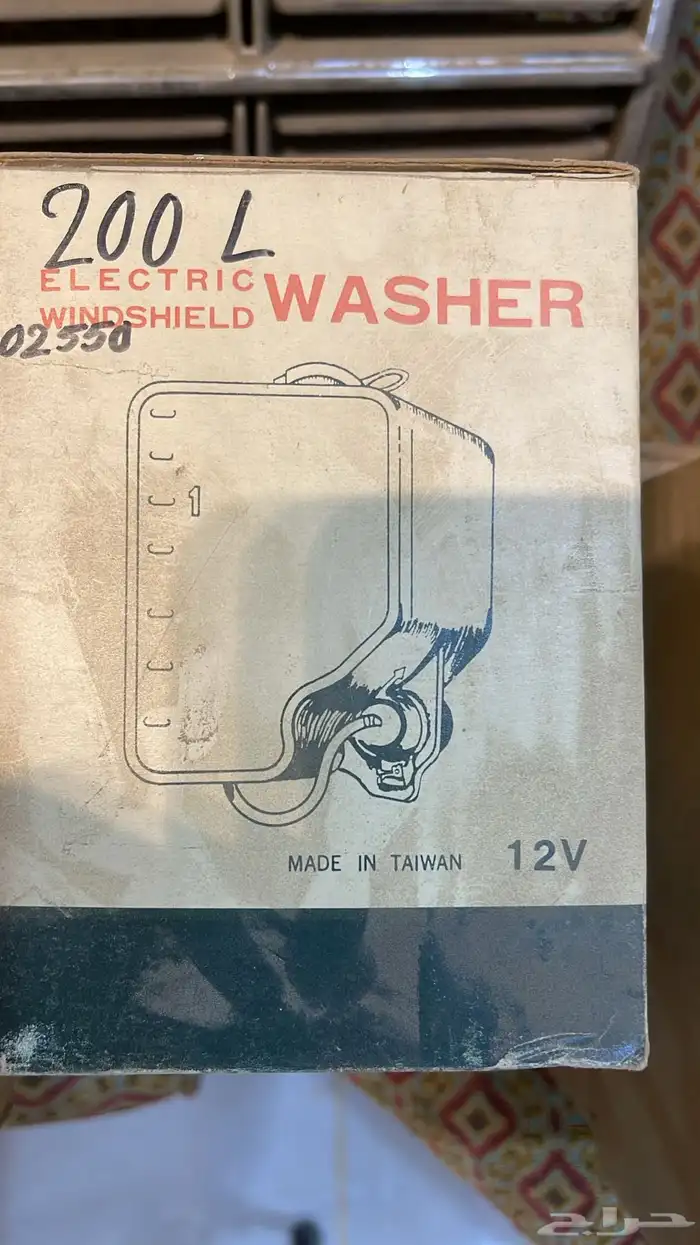 200 L
ELECTRIC
WINDSHIELD WASHER
02550
1
MADE IN TAIWAN 12V
حراج